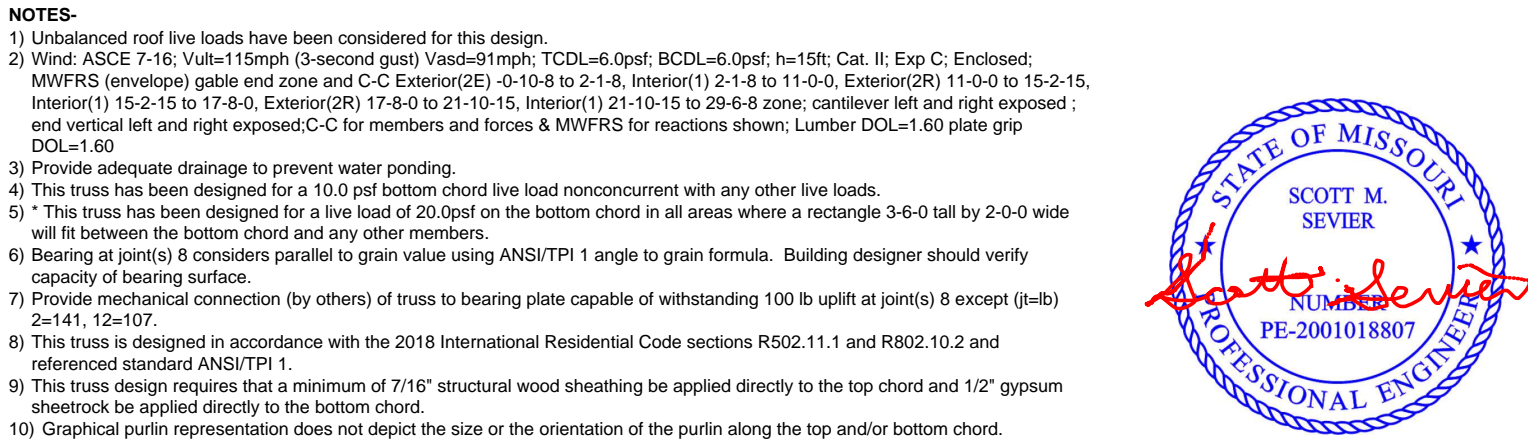 NOTES-
1) Unbalanced roof live loads have been considered for this design.
2) Wind: ASCE 7-16; Vult=115mph (3-second gust) Vasd=91mph; TCDL=6.0psf; BCDL=6.0psf; h=15ft; Cat. II; Exp C; Enclosed;
MWFRS (envelope) gable end zone and C-C Exterior(2E) -0-10-8 to 2-1-8, Interior(1) 2-1-8 to 11-0-0, Exterior(2R) 11-0-0 to 15-2-15,
Interior(1) 15-2-15 to 17-8-0, Exterior(2R) 17-8-0 to 21-10-15, Interior(1) 21-10-15 to 29-6-8 zone; cantilever left and right exposed ;
end vertical left and right exposed;C-C for members and forces & MWFRS for reactions shown; Lumber DOL=1.60 plate grip
DOL=1.60
3) Provide adequate drainage to prevent water ponding.
4) This truss has been designed for a 10.0 psf bottom chord live load nonconcurrent with any other live loads.
5) * This truss has been designed for a live load of 20.0psf on the bottom chord in all areas where a rectangle 3-6-0 tall by 2-0-0 wide
will fit between the bottom chord and any other members.
6) Bearing at joint(s) 8 considers parallel to grain value using ANSI/TPI 1 angle to grain formula. Building designer should verify
capacity of bearing surface.
7) Provide mechanical connection (by others) of truss to bearing plate capable of withstanding 100 lb uplift at joint(s) 8 except (jt=lb)
2=141, 12=107.
8) This truss is designed in accordance with the 2018 International Residential Code sections R502.11.1 and R802.10.2 and
referenced standard ANSI/TPI 1.
9) This truss design requires that a minimum of 7/16" structural wood sheathing be applied directly to the top chord and 1/2" gypsum
sheetrock be applied directly to the bottom chord.
10) Graphical purlin representation does not depict the size or the orientation of the purlin along the top and/or bottom chord.
STATE OF MISSOURI
SCOTT M.
SEVIER
Scott Sevier
NUMBER
PE-2001018807
PROFESSIONAL ENGINEER